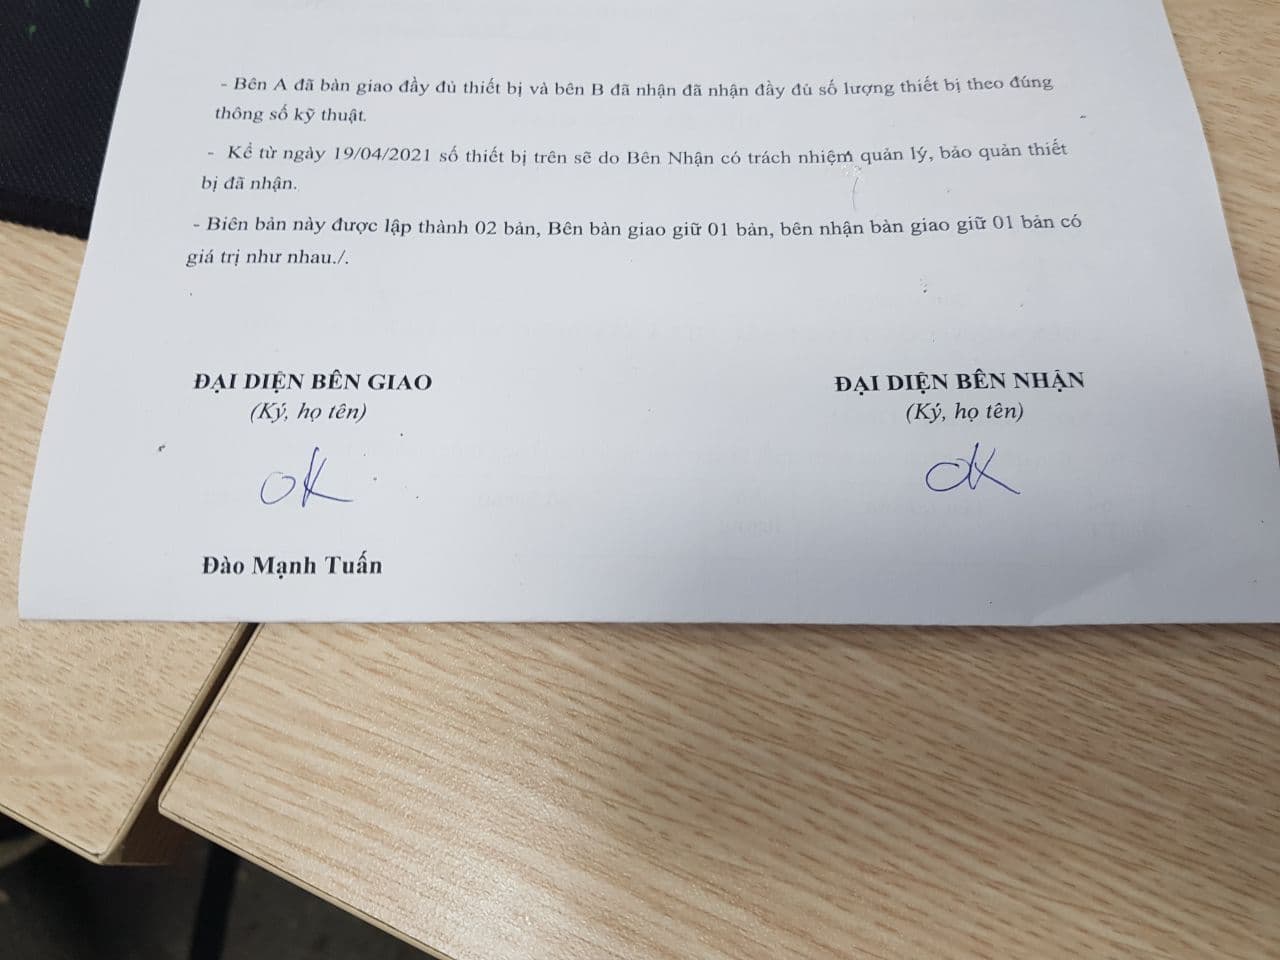 - Bên A đã bàn giao đầy đủ thiết bị và bên B đã nhận đã nhận đầy đủ số lượng thiết bị theo đúng
thông số kỹ thuật.
- Kể từ ngày 19/04/2021 số thiết bị trên sẽ do Bên Nhận có trách nhiệm quản lý, bảo quản thiết
bị đã nhận.
- Biên bản này được lập thành 02 bản, Bên bàn giao giữ 01 bản, bên nhận bàn giao giữ 01 bản có
giá trị như nhau./.
ĐẠI DIỆN BÊN GIAO
(Ký, họ tên)
OK
Đào Mạnh Tuấn
ĐẠI DIỆN BÊN NHẬN
(Ký, họ tên)
OK